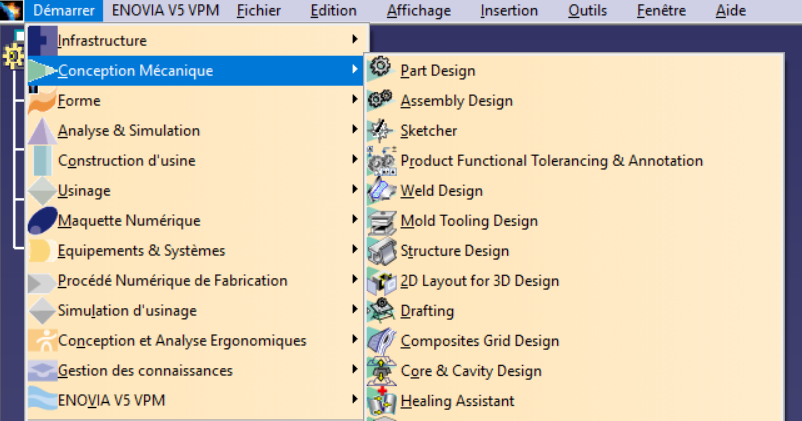 Démarrer ENOVIA V5 VPM Fichier Edition Affichage Insertion Outils Fenêtre Aide
Infrastructure
Conception Mécanique
Forme
Analyse & Simulation
Construction d'usine
Usinage
Maquette Numérique
Equipements & Systèmes
Procédé Numérique de Fabrication
Simulation d'usinage
Conception et Analyse Ergonomiques
Gestion des connaissances
ENOVIA V5 VPM
Part Design
Assembly Design
Sketcher
Product Functional Tolerancing & Annotation
Weld Design
Mold Tooling Design
Structure Design
2D Layout for 3D Design
Drafting
Composites Grid Design
Core & Cavity Design
Healing Assistant